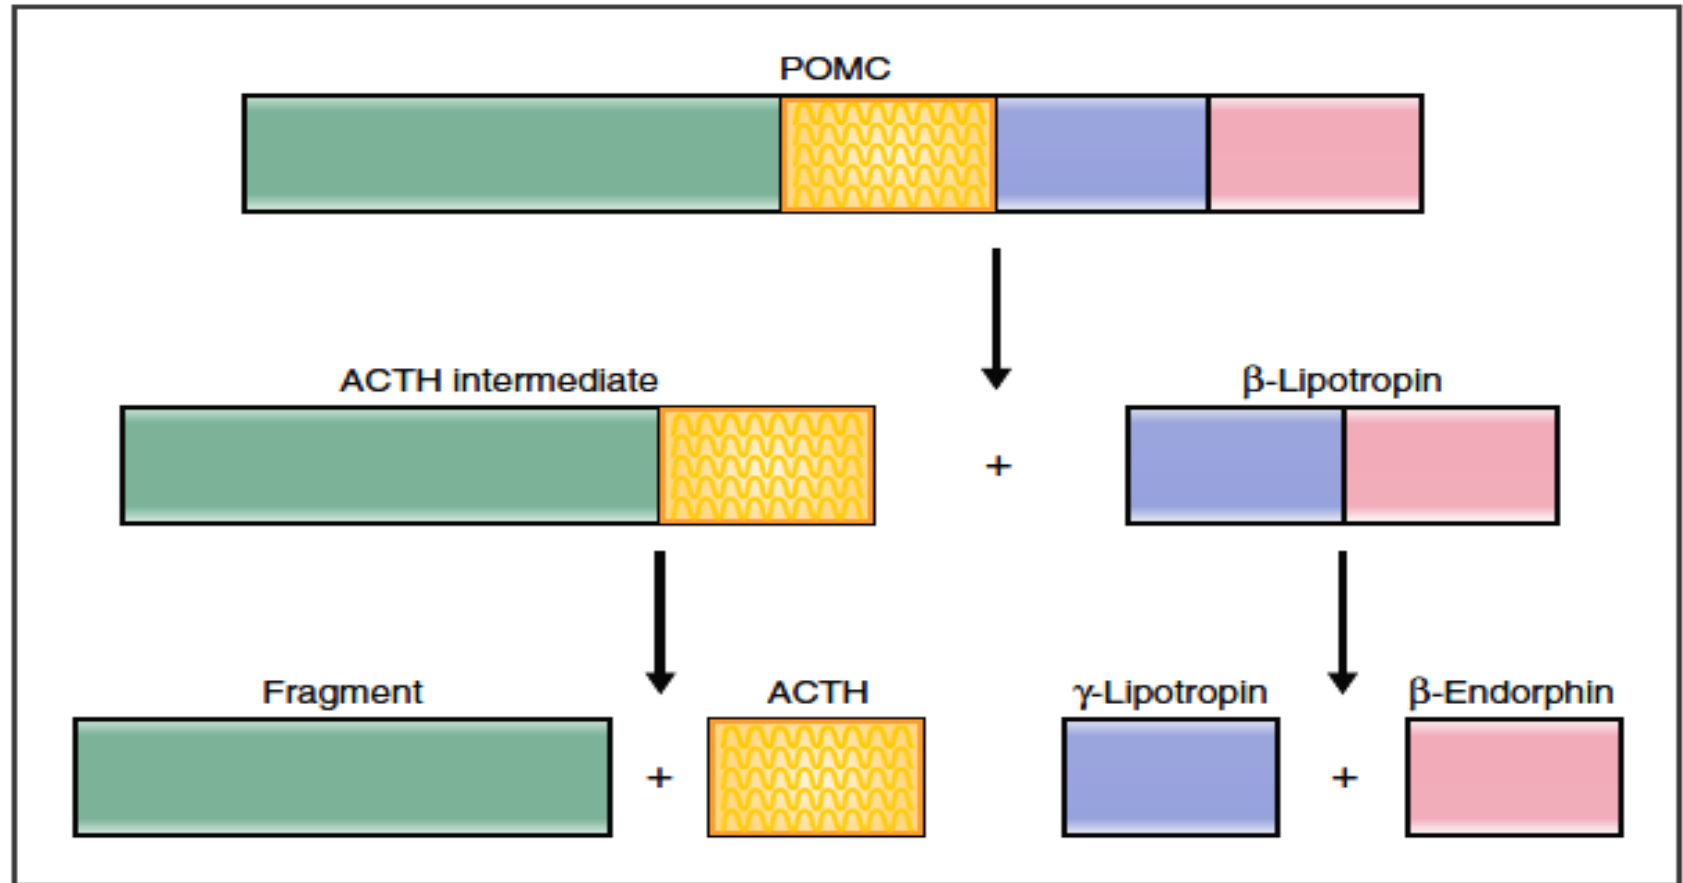 POMC
ACTH intermediate
β-Lipotropin
+
Fragment
ACTH
γ-Lipotropin
β-Endorphin
+
+